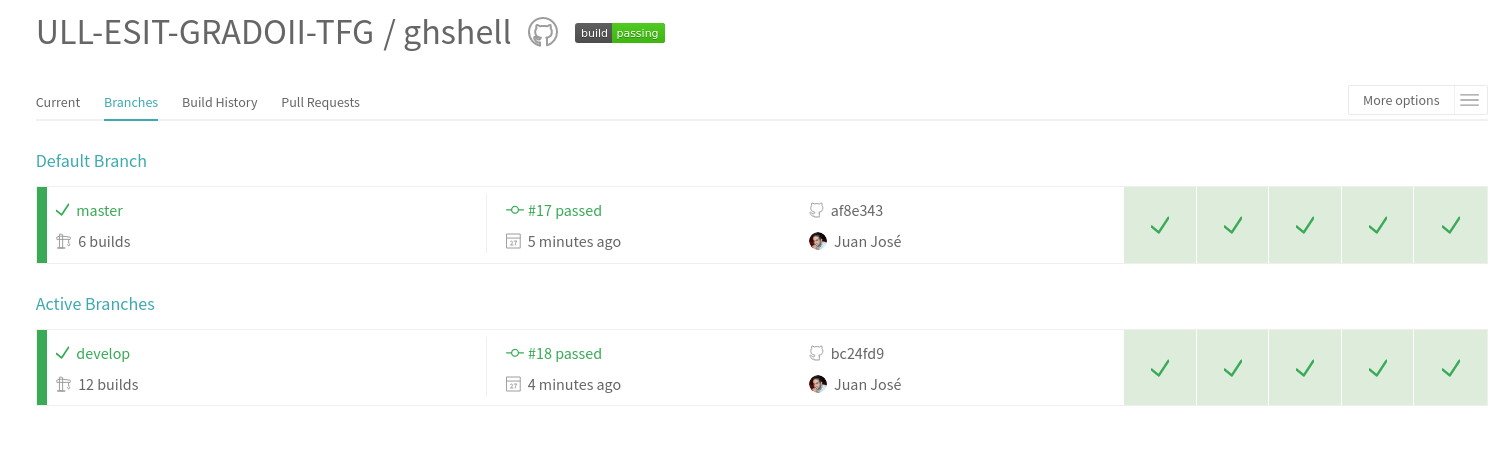 ULL-ESIT-GRADOII-TFG / ghshell build passing
Current Branches Build History Pull Requests More options
Default Branch
master #17 passed af8e343
6 builds 27 5 minutes ago Juan José
Active Branches
develop #18 passed bc24fd9
12 builds 27 4 minutes ago Juan José